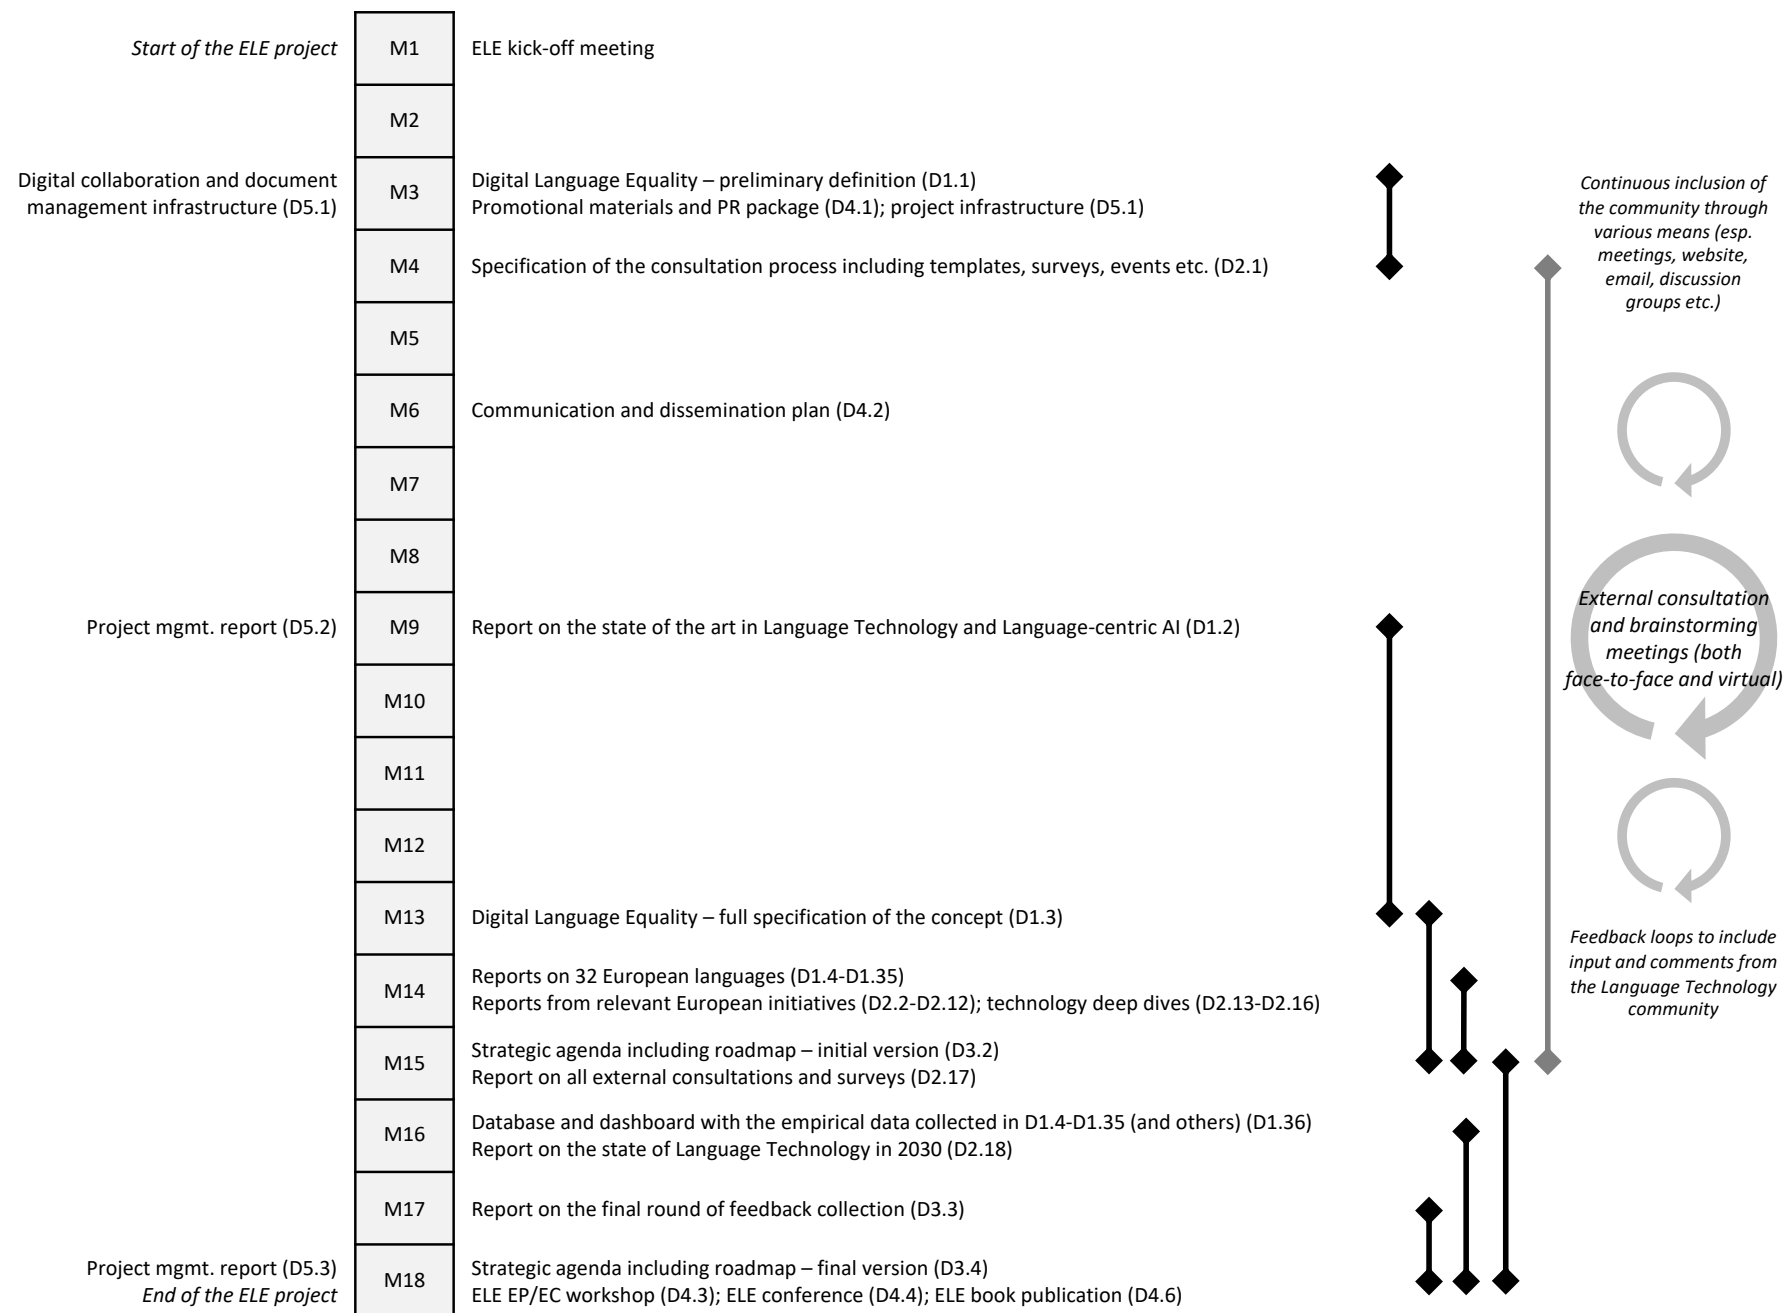 Start of the ELE project
M1
ELE kick-off meeting
M2
Digital collaboration and document
management infrastructure (D5.1)
M3
Digital Language Equality – preliminary definition (D1.1)
Promotional materials and PR package (D4.1); project infrastructure (D5.1)
M4
Specification of the consultation process including templates, surveys, events etc. (D2.1)
M5
M6
Communication and dissemination plan (D4.2)
M7
M8
Project mgmt. report (D5.2)
M9
Report on the state of the art in Language Technology and Language-centric AI (D1.2)
M10
M11
M12
M13
Digital Language Equality – full specification of the concept (D1.3)
M14
Reports on 32 European languages (D1.4-D1.35)
Reports from relevant European initiatives (D2.2-D2.12); technology deep dives (D2.13-D2.16)
M15
Strategic agenda including roadmap – initial version (D3.2)
Report on all external consultations and surveys (D2.17)
M16
Database and dashboard with the empirical data collected in D1.4-D1.35 (and others) (D1.36)
Report on the state of Language Technology in 2030 (D2.18)
M17
Report on the final round of feedback collection (D3.3)
Project mgmt. report (D5.3)
End of the ELE project
M18
Strategic agenda including roadmap – final version (D3.4)
ELE EP/EC workshop (D4.3); ELE conference (D4.4); ELE book publication (D4.6)
Continuous inclusion of
the community through
various means (esp.
meetings, website,
email, discussion
groups etc.)
External consultation
and brainstorming
meetings (both
face-to-face and virtual)
Feedback loops to include
input and comments from
the Language Technology
community